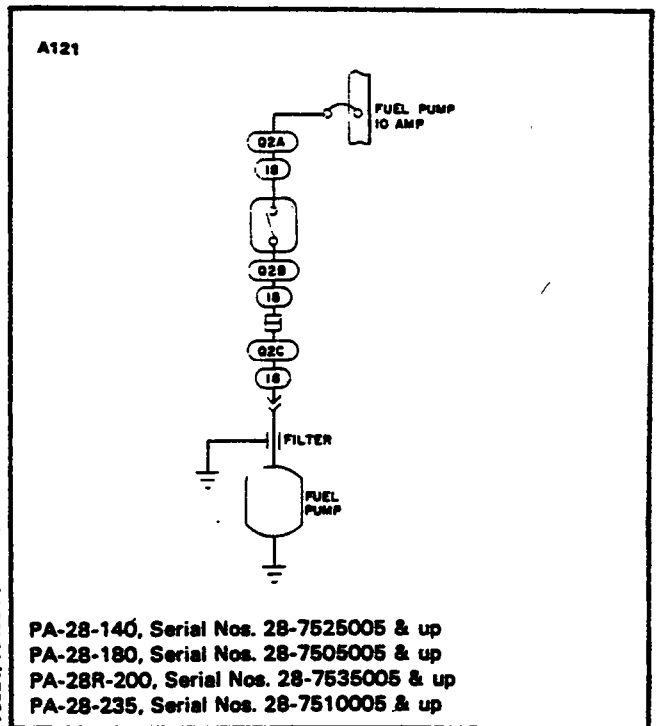 A121
FUEL PUMP
10 AMP
Q2A
18
Q2B
18
Q2C
18
FILTER
FUEL
PUMP
PA-28-140, Serial Nos. 28-7525005 & up
PA-28-180, Serial Nos. 28-7505005 & up
PA-28R-200, Serial Nos. 28-7535005 & up
PA-28-235, Serial Nos. 28-7510005 & up